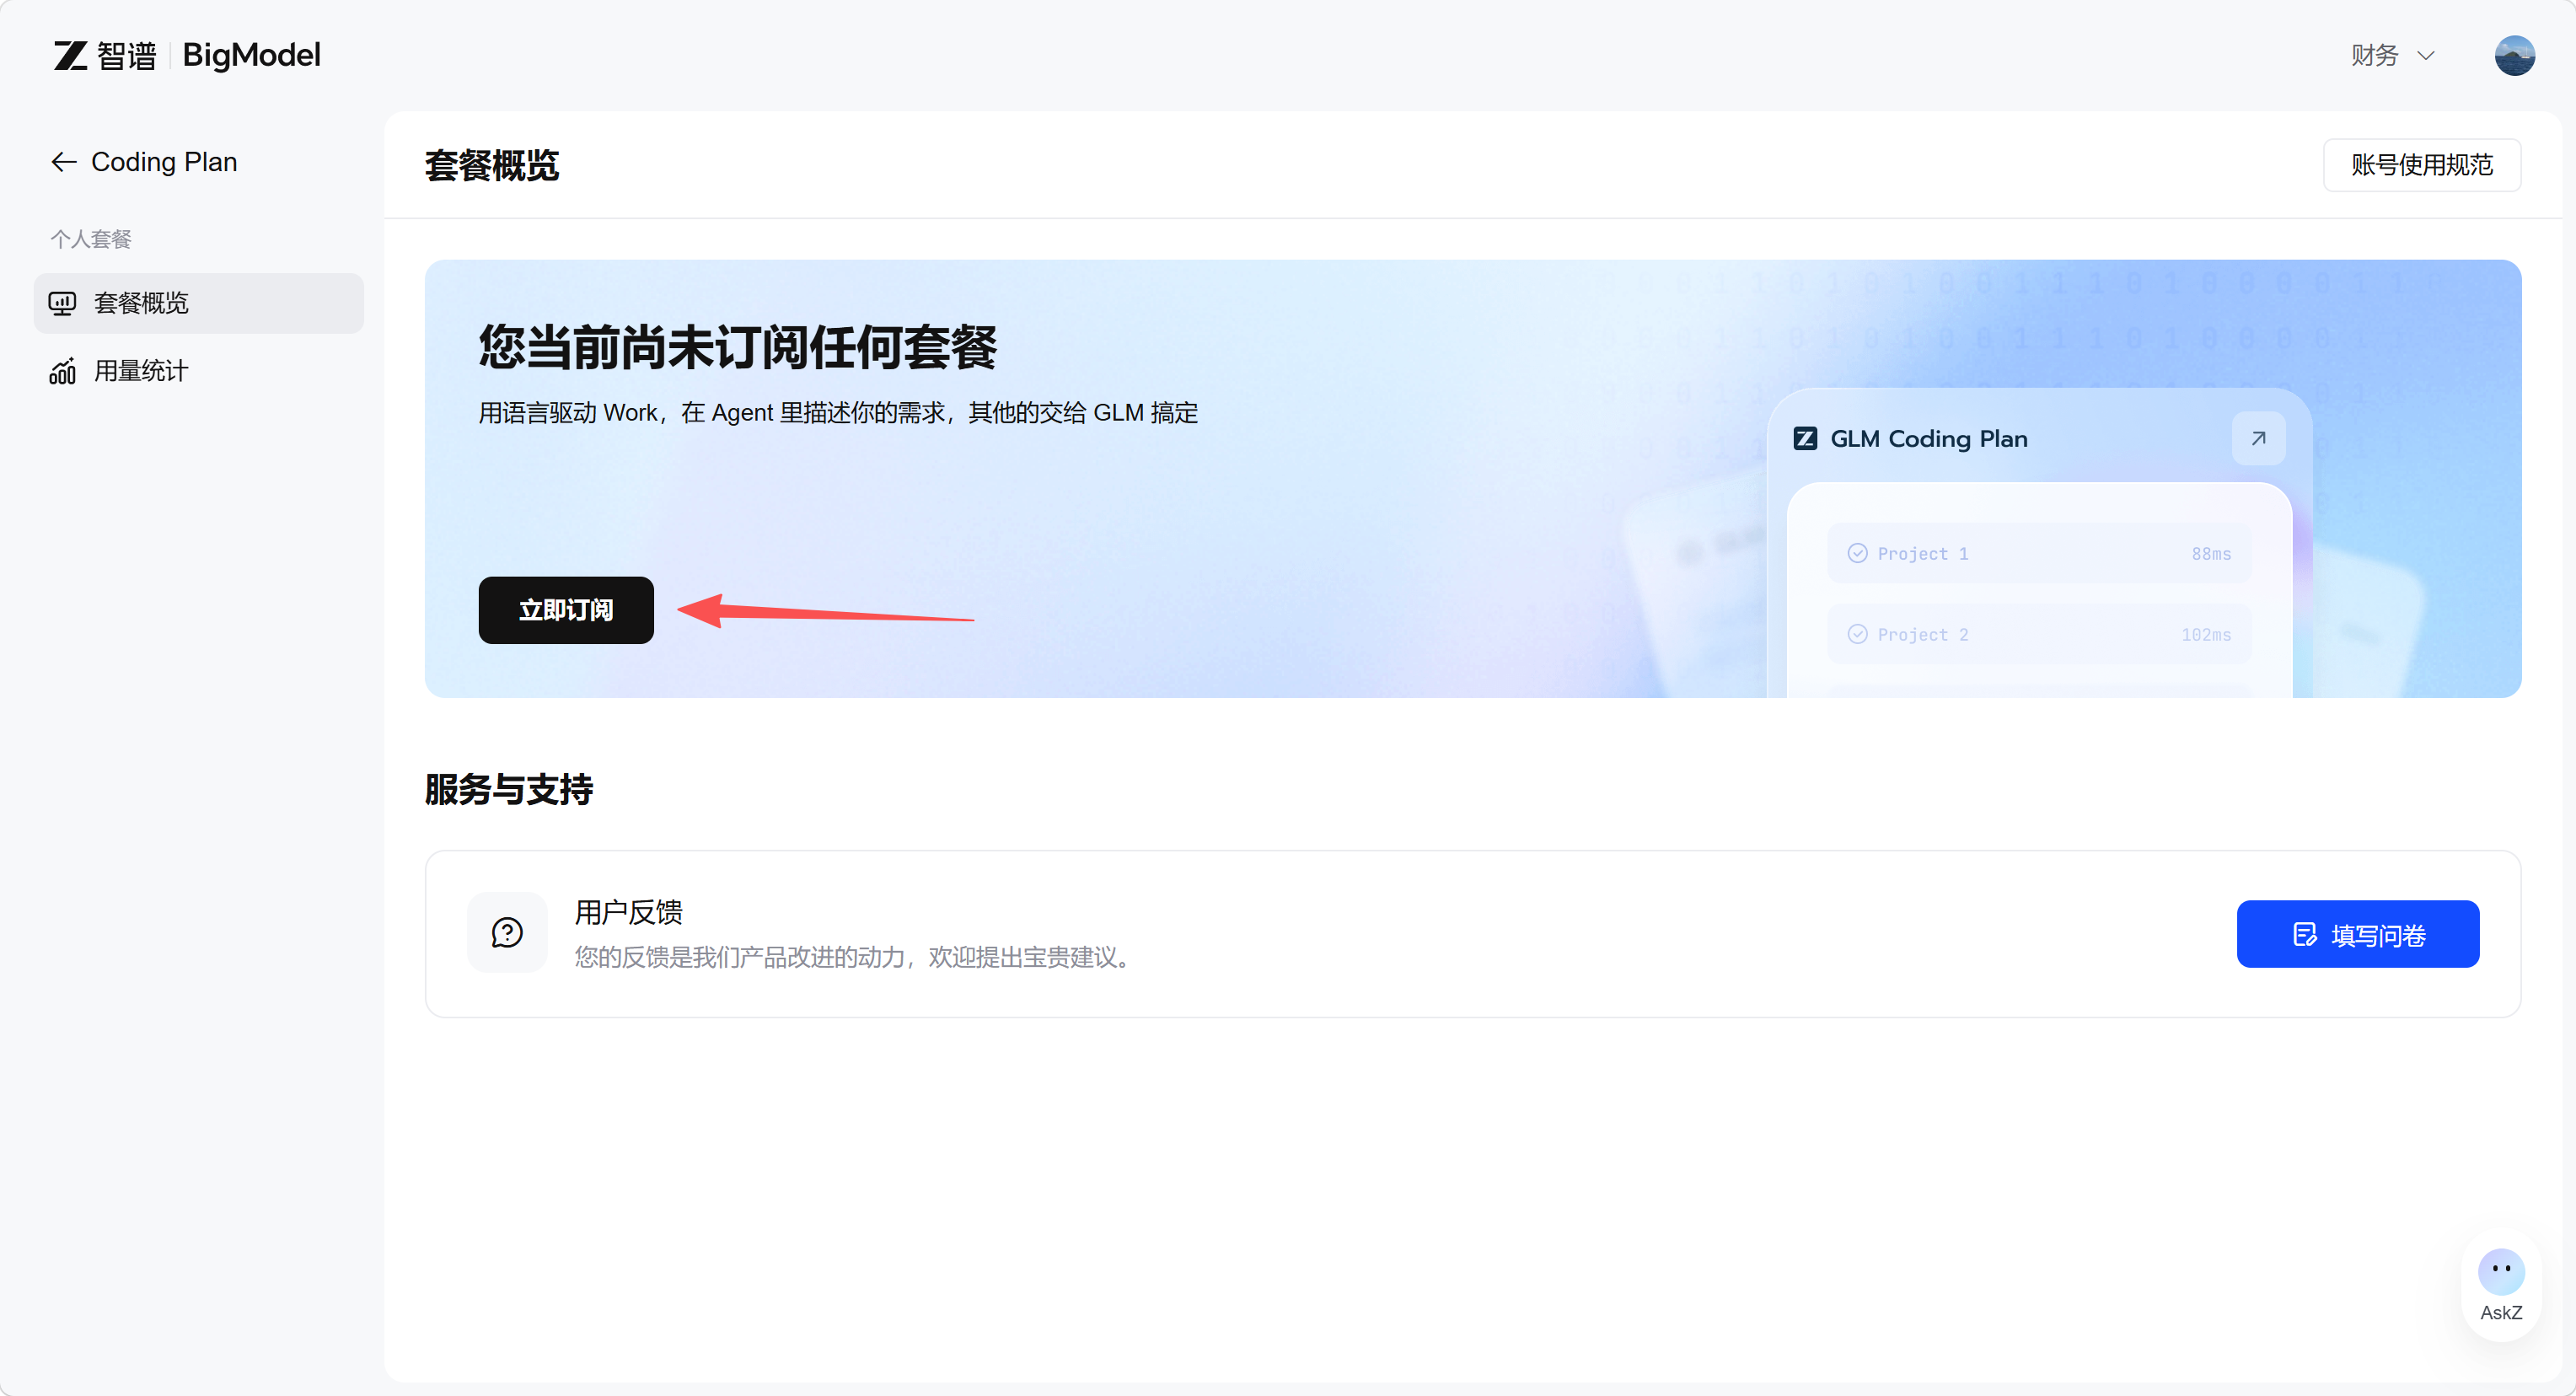 智谱 BigModel
财务
Coding Plan
个人套餐
套餐概览
用量统计
套餐概览
账号使用规范
您当前尚未订阅任何套餐
用语言驱动 Work，在 Agent 里描述你的需求，其他的交给 GLM 搞定
立即订阅
GLM Coding Plan
Project 1 88ms
Project 2 102ms
服务与支持
用户反馈
您的反馈是我们产品改进的动力，欢迎提出宝贵建议。
填写问卷
AskZ